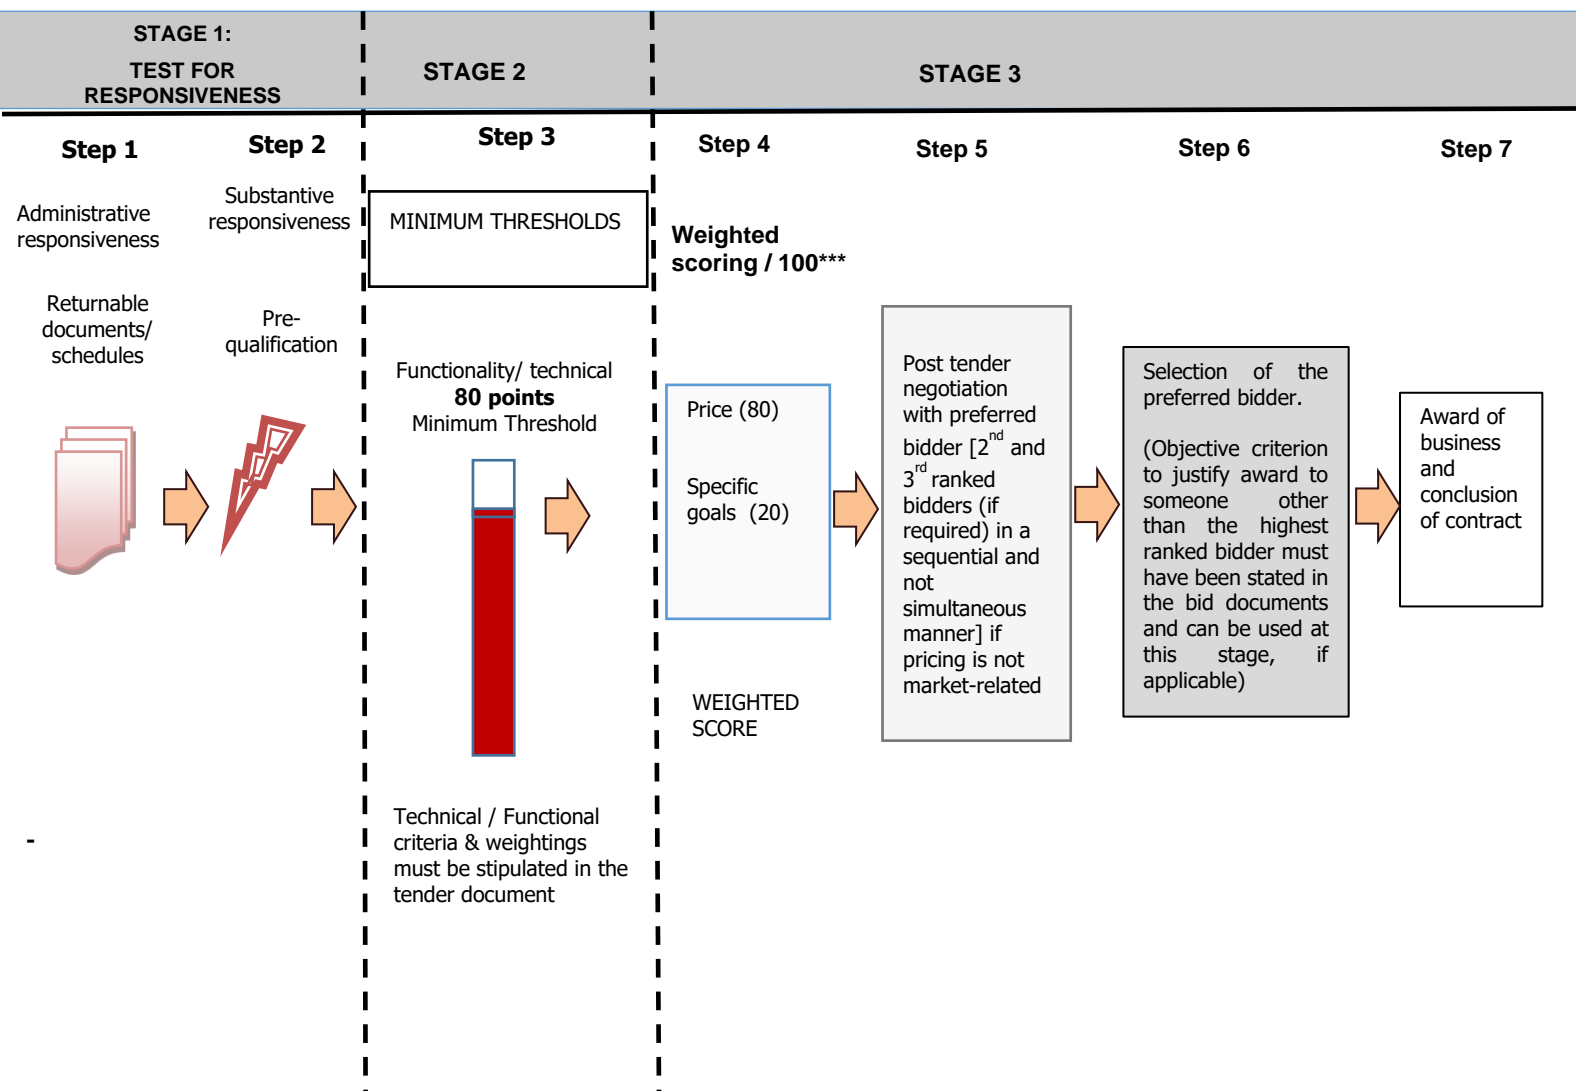 STAGE 1:
TEST FOR
RESPONSIVENESS
STAGE 2
STAGE 3
Step 1
Step 2
Step 3
Step 4
Step 5
Step 6
Step 7
Administrative
responsiveness
Substantive
responsiveness
MINIMUM THRESHOLDS
Weighted
scoring / 100***
Returnable
documents/
schedules
Pre-
qualification
Functionality/ technical
80 points
Minimum Threshold
Price (80)
Specific
goals (20)
WEIGHTED
SCORE
Post tender
negotiation
with preferred
bidder [2nd and
3rd ranked
bidders (if
required) in a
sequential and
not
simultaneous
manner] if
pricing is not
market-related
Selection of the
preferred bidder.
(Objective criterion
to justify award to
someone other
than the highest
ranked bidder must
have been stated in
the bid documents
and can be used at
this stage, if
applicable)
Award of
business
and
conclusion
of contract
Technical / Functional
criteria & weightings
must be stipulated in the
tender document
-